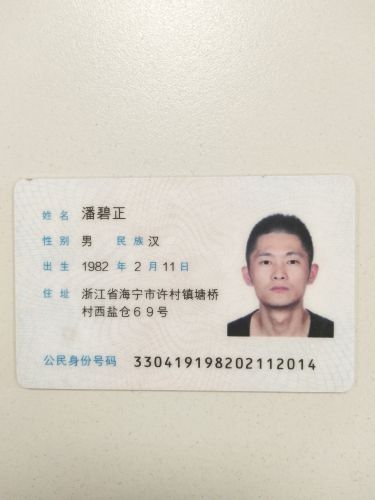 姓名 潘碧正
性别 男 民族 汉
出生 1982 年 2 月 11 日
住址 浙江省海宁市许村镇塘桥
村西盐仓69号
公民身份号码 330419198202112014